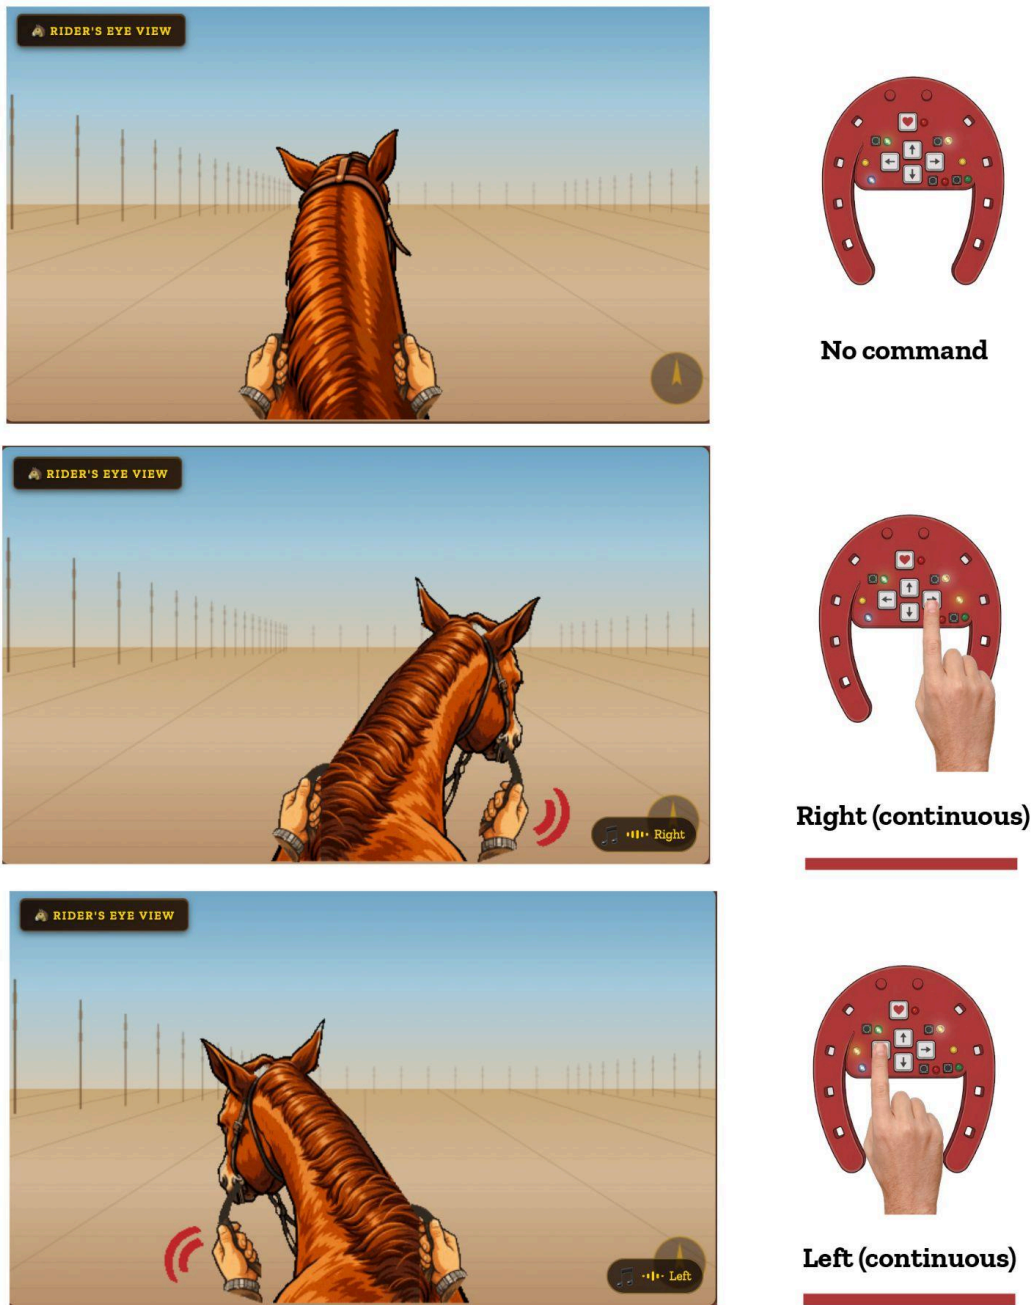 RIDER'S EYE VIEW
No command
RIDER'S EYE VIEW
Right
Right (continuous)
RIDER'S EYE VIEW
Left
Left (continuous)